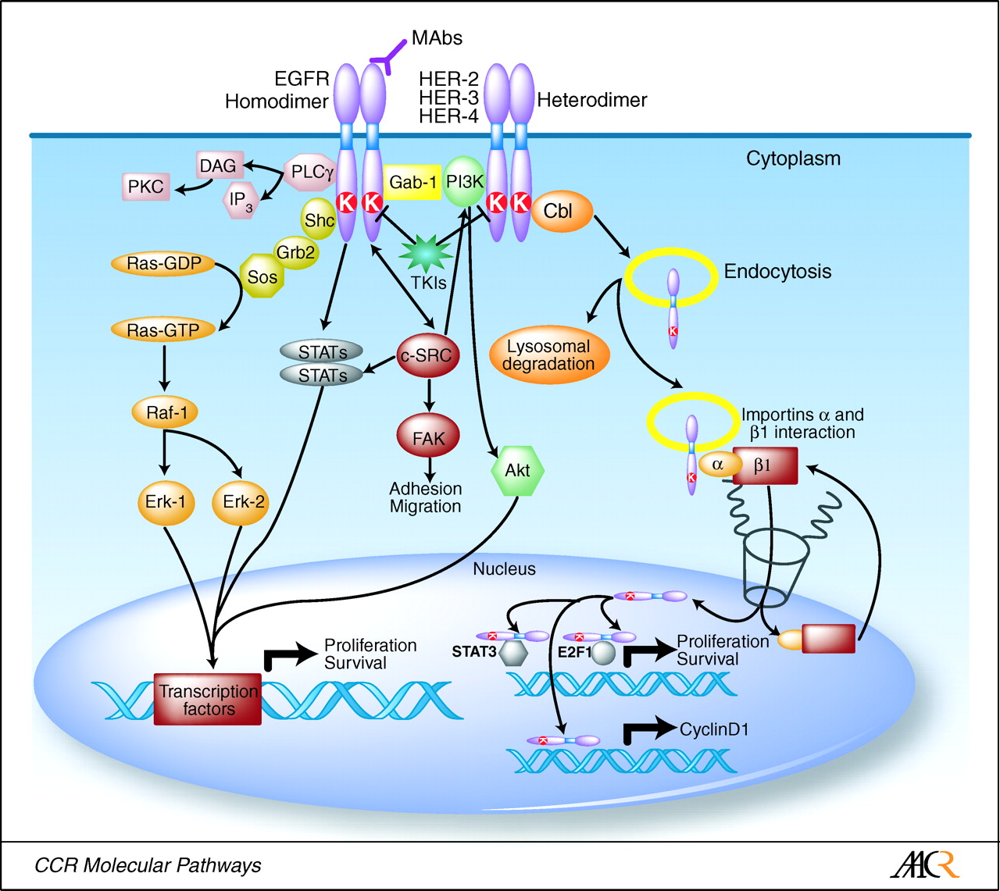 MAbs
EGFR
Homodimer
HER-2
HER-3
HER-4
Heterodimer
Cytoplasm
DAG
PLCγ
PKC
IP3
Gab-1
PI3K
K
K
K
K
Cbl
Shc
Grb2
Sos
Ras-GDP
TKIs
Endocytosis
K
Ras-GTP
STATs
STATs
c-SRC
Lysosomal
degradation
Raf-1
FAK
Importins α and
β1 interaction
K
α
β1
Akt
Adhesion
Migration
Erk-1
Erk-2
Nucleus
K
K
K
STAT3
E2F1
Proliferation
Survival
Proliferation
Survival
Transcription
factors
K
CyclinD1
CCR Molecular Pathways
AACR